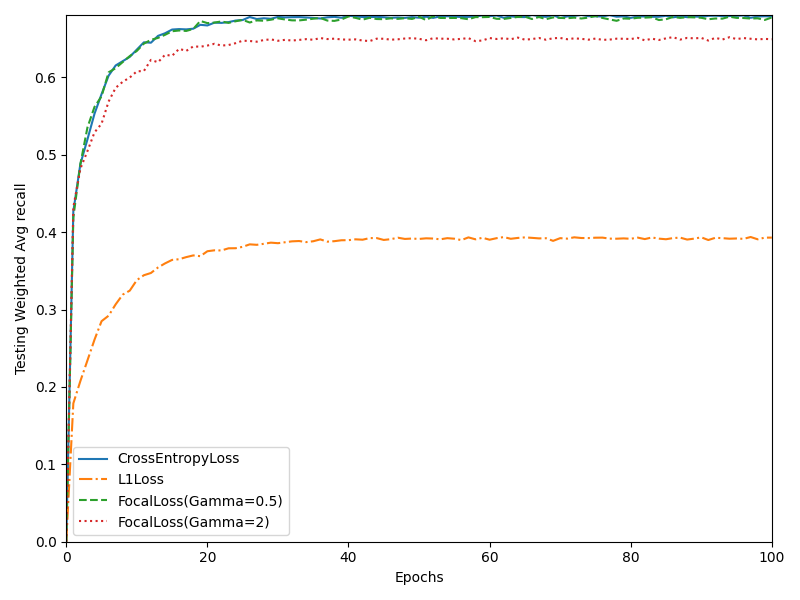 Testing Weighted Avg recall
0.6
0.5
0.4
0.3
0.2
0.1
0.0
CrossEntropyLoss
L1Loss
FocalLoss(Gamma=0.5)
FocalLoss(Gamma=2)
0 20 40 60 80 100
Epochs